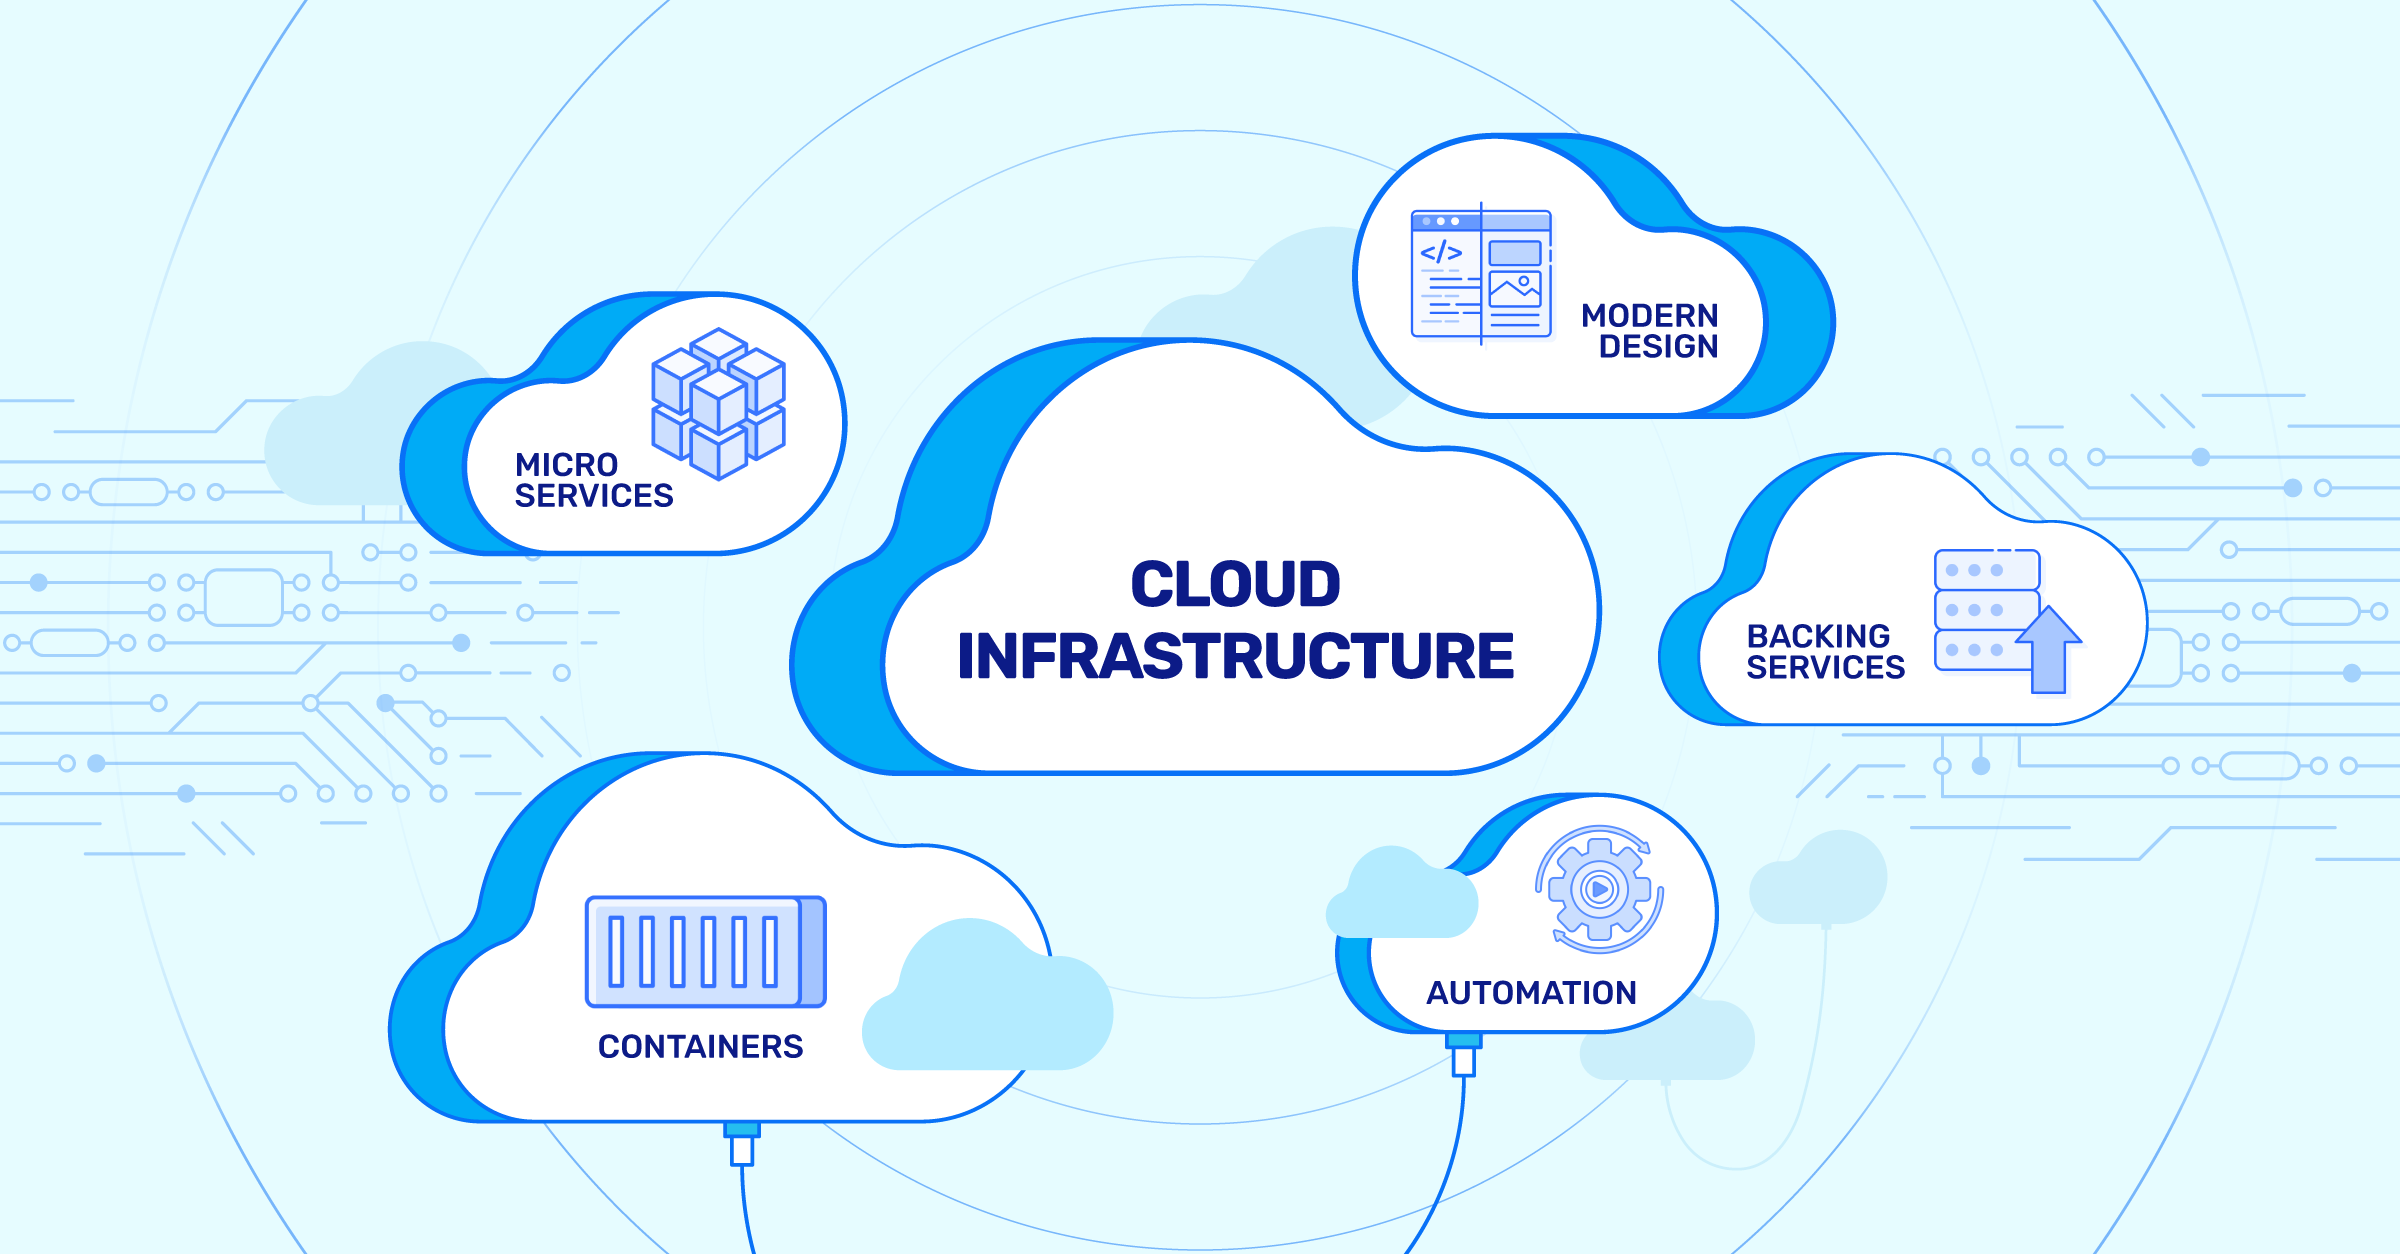 MODERN
DESIGN
MICRO
SERVICES
</>
CLOUD
INFRASTRUCTURE
BACKING
SERVICES
CONTAINERS
AUTOMATION